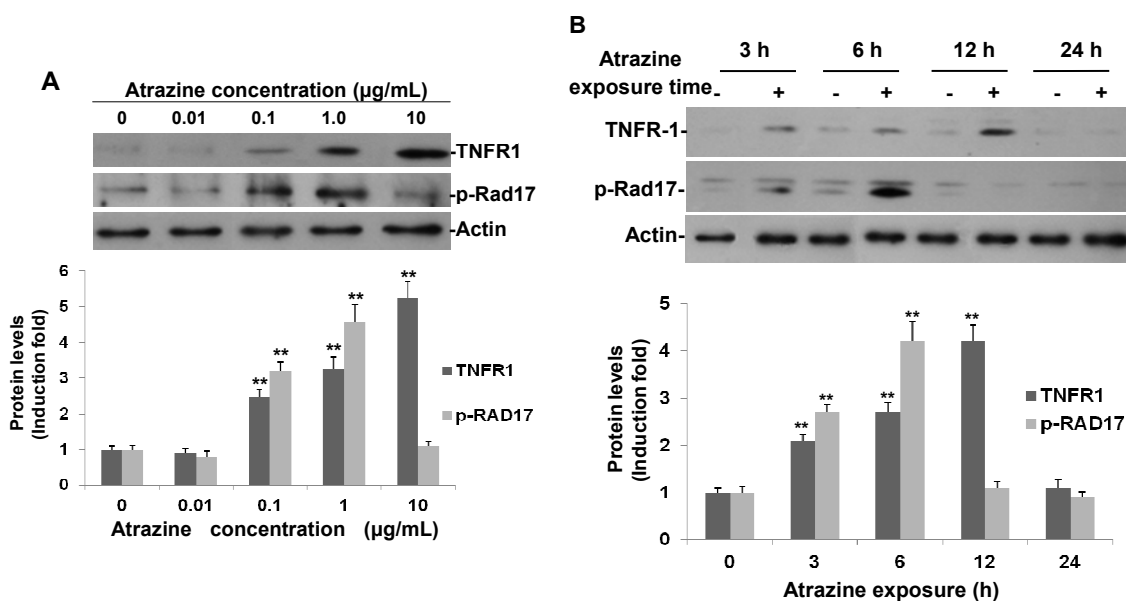 A
Atrazine concentration (µg/mL)
0 0.01 0.1 1.0 10
-TNFR1
-p-Rad17
-Actin
Protein levels
(Induction fold)
6
5
4
3
2
1
0
** ** ** ** **
TNFR1
p-RAD17
0 0.01 0.1 1 10
Atrazine concentration (µg/mL)
B
Atrazine
exposure time
3 h 6 h 12 h 24 h
- + - + - + - +
TNFR-1-
p-Rad17-
Actin-
Protein levels
(Induction fold)
5
4
3
2
1
0
** ** ** ** **
TNFR1
p-RAD17
0 3 6 12 24
Atrazine exposure (h)